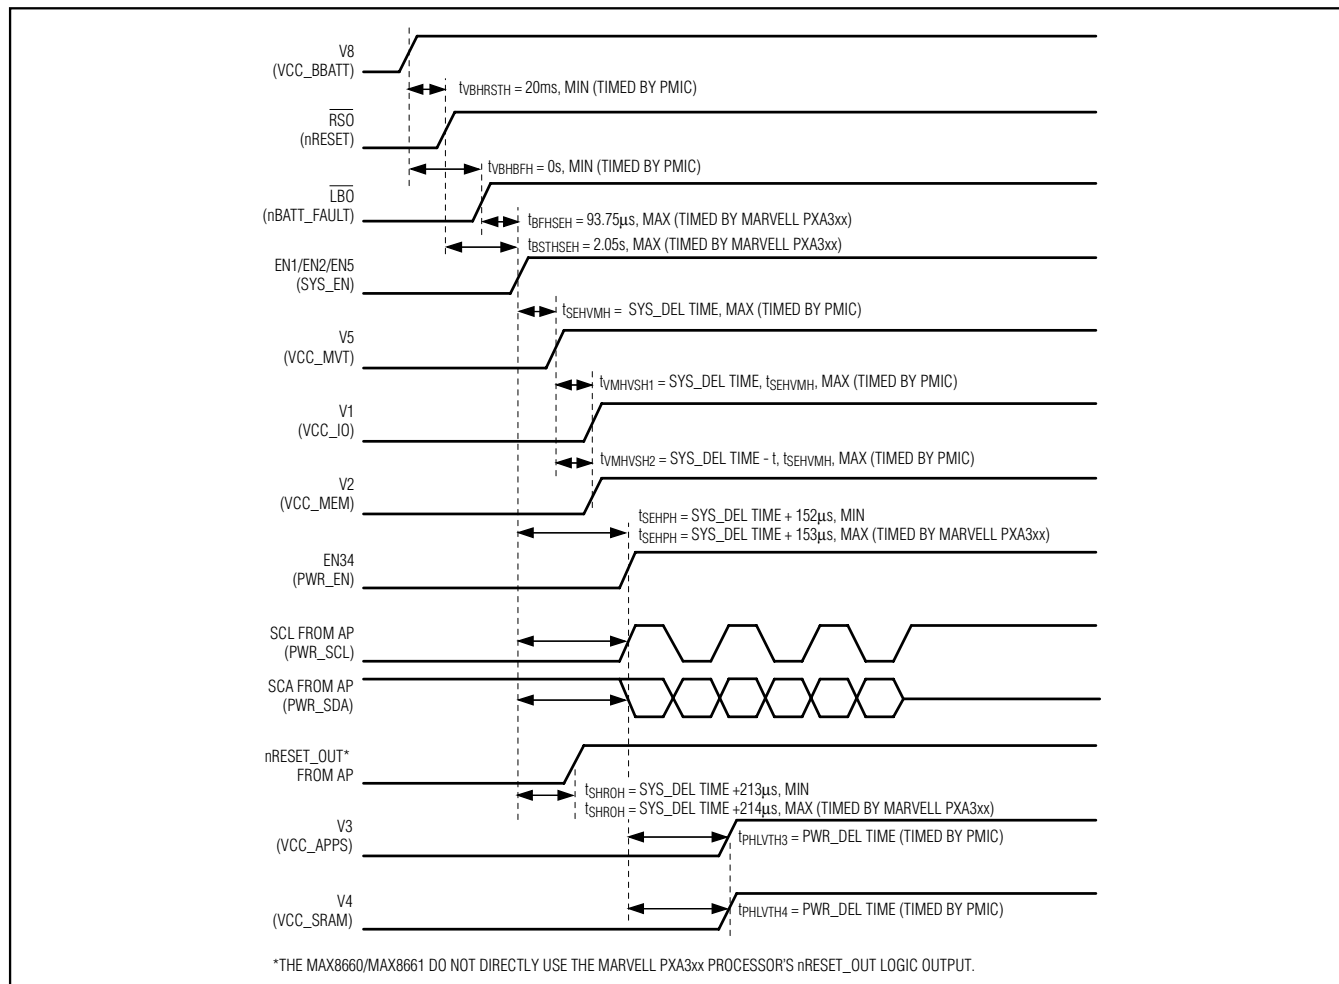 V8
(VCC_BBATT)
tVBHRSTH = 20ms, MIN (TIMED BY PMIC)
RSO
(nRESET)
tVBHBFH = 0s, MIN (TIMED BY PMIC)
LBO
(nBATT_FAULT)
tBFHSEH = 93.75µs, MAX (TIMED BY MARVELL PXA3xx)
tBSTHSEH = 2.05s, MAX (TIMED BY MARVELL PXA3xx)
EN1/EN2/EN5
(SYS_EN)
tSEHVMH = SYS_DEL TIME, MAX (TIMED BY PMIC)
V5
(VCC_MVT)
tVMHVSH1 = SYS_DEL TIME, tSEHVMH, MAX (TIMED BY PMIC)
V1
(VCC_IO)
tVMHVSH2 = SYS_DEL TIME - t, tSEHVMH, MAX (TIMED BY PMIC)
V2
(VCC_MEM)
tSEHPH = SYS_DEL TIME + 152µs, MIN
tSEHPH = SYS_DEL TIME + 153µs, MAX (TIMED BY MARVELL PXA3xx)
EN34
(PWR_EN)
SCL FROM AP
(PWR_SCL)
SCA FROM AP
(PWR_SDA)
nRESET_OUT*
FROM AP
tSHROH = SYS_DEL TIME +213µs, MIN
tSHROH = SYS_DEL TIME +214µs, MAX (TIMED BY MARVELL PXA3xx)
V3
(VCC_APPS)
tPHLVTH3 = PWR_DEL TIME (TIMED BY PMIC)
V4
(VCC_SRAM)
tPHLVTH4 = PWR_DEL TIME (TIMED BY PMIC)
*THE MAX8660/MAX8661 DO NOT DIRECTLY USE THE MARVELL PXA3xx PROCESSOR'S nRESET_OUT LOGIC OUTPUT.